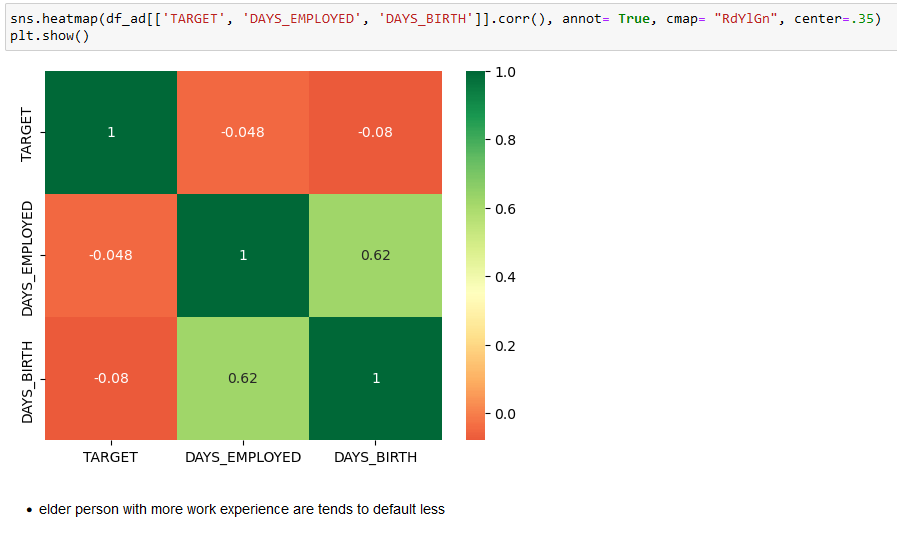 sns.heatmap(df_ad[['TARGET', 'DAYS_EMPLOYED', 'DAYS_BIRTH']].corr(), annot= True, cmap= "RdYlGn", center=.35)
plt.show()
TARGET
1
-0.048
-0.08
DAYS_EMPLOYED
-0.048
1
0.62
DAYS_BIRTH
-0.08
0.62
1
TARGET
DAYS_EMPLOYED
DAYS_BIRTH
1.0
0.8
0.6
0.4
0.2
0.0
• elder person with more work experience are tends to default less